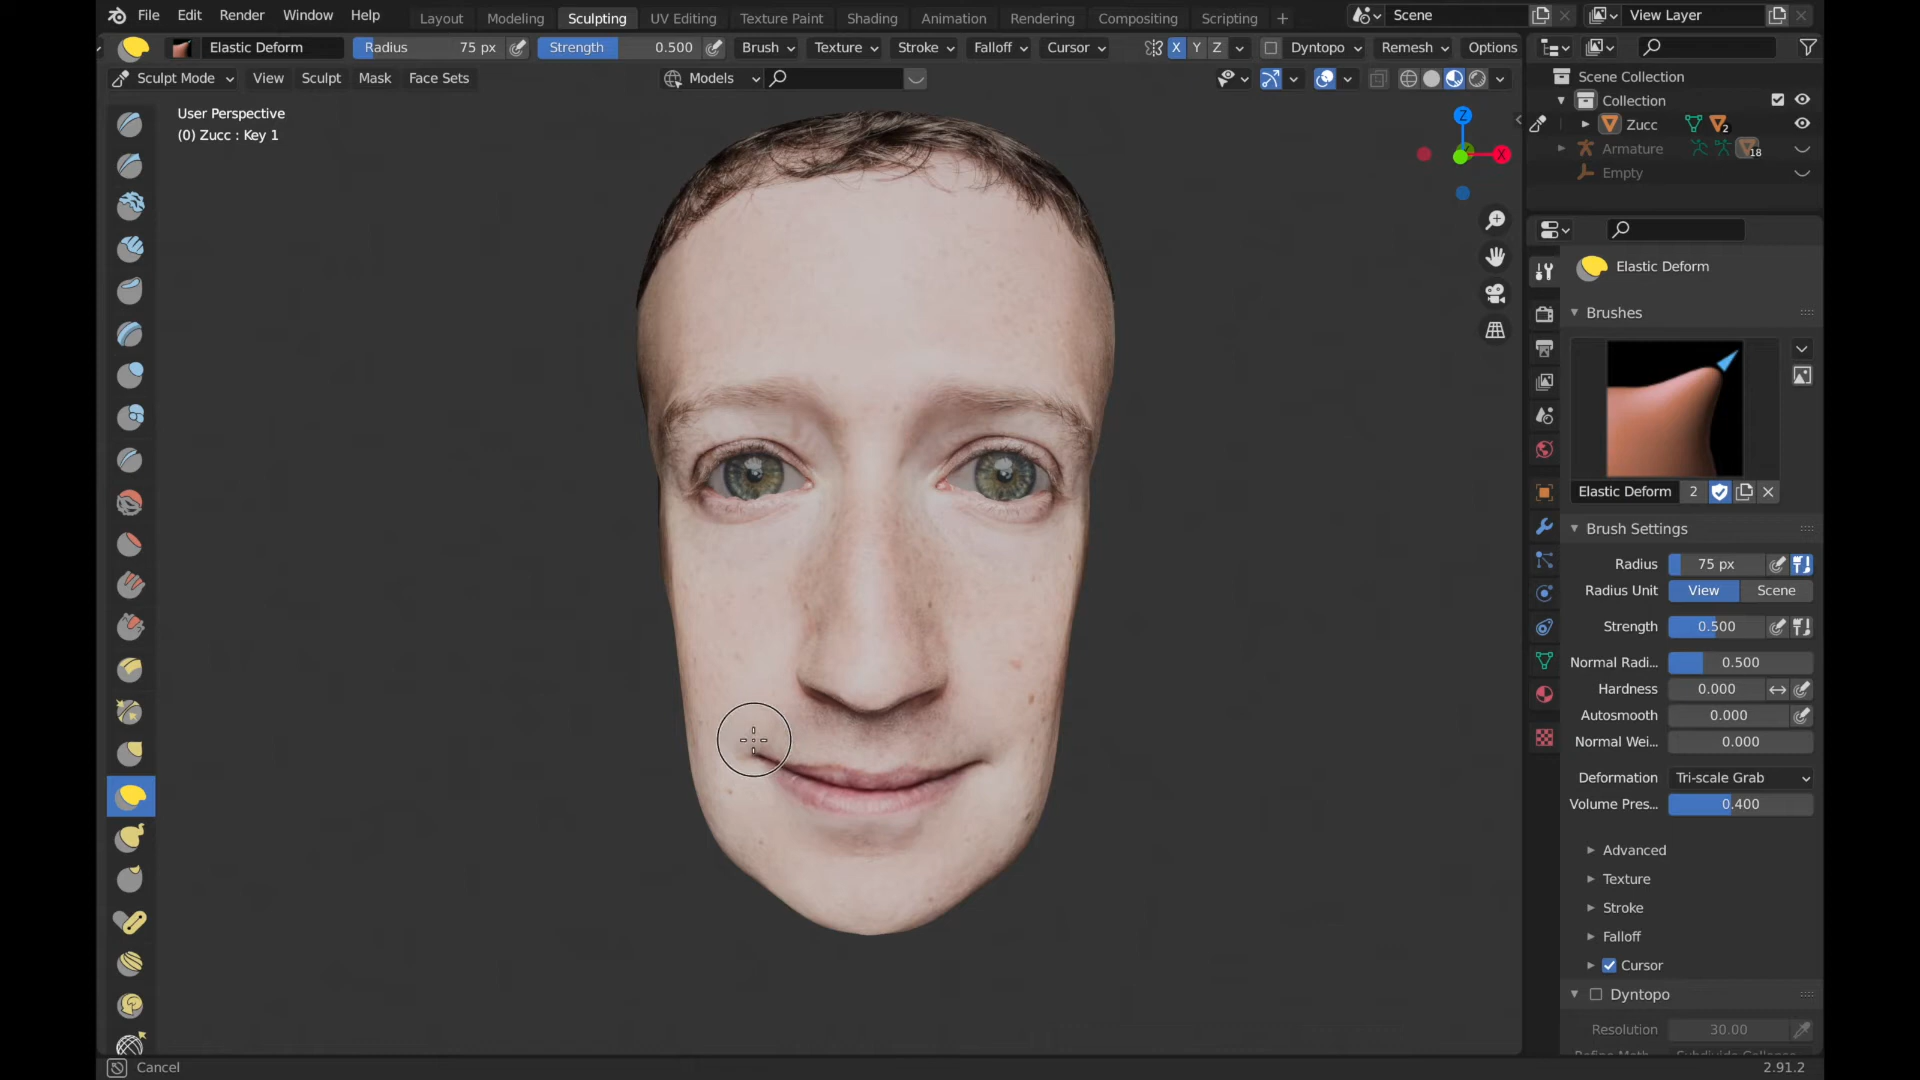 File Edit Render Window Help Layout Modeling Sculpting UV Editing Texture Paint Shading Animation Rendering Compositing Scripting + Scene View Layer
Elastic Deform Radius 75 px Strength 0.500 Brush Texture Stroke Falloff Cursor X Y Z Dyntopo Remesh Options
Sculpt Mode View Sculpt Mask Face Sets Models
Scene Collection
Collection
Zucc 2
Armature 18
Empty
User Perspective
(0) Zucc : Key 1
Z
X
Elastic Deform
Brushes
Elastic Deform 2
Brush Settings
Radius 75 px
Radius Unit View Scene
Strength 0.500
Normal Radi... 0.500
Hardness 0.000
Autosmooth 0.000
Normal Wei... 0.000
Deformation Tri-scale Grab
Volume Pres... 0.400
Advanced
Texture
Stroke
Falloff
Cursor
Dyntopo
Resolution 30.00
Cancel 2.91.2